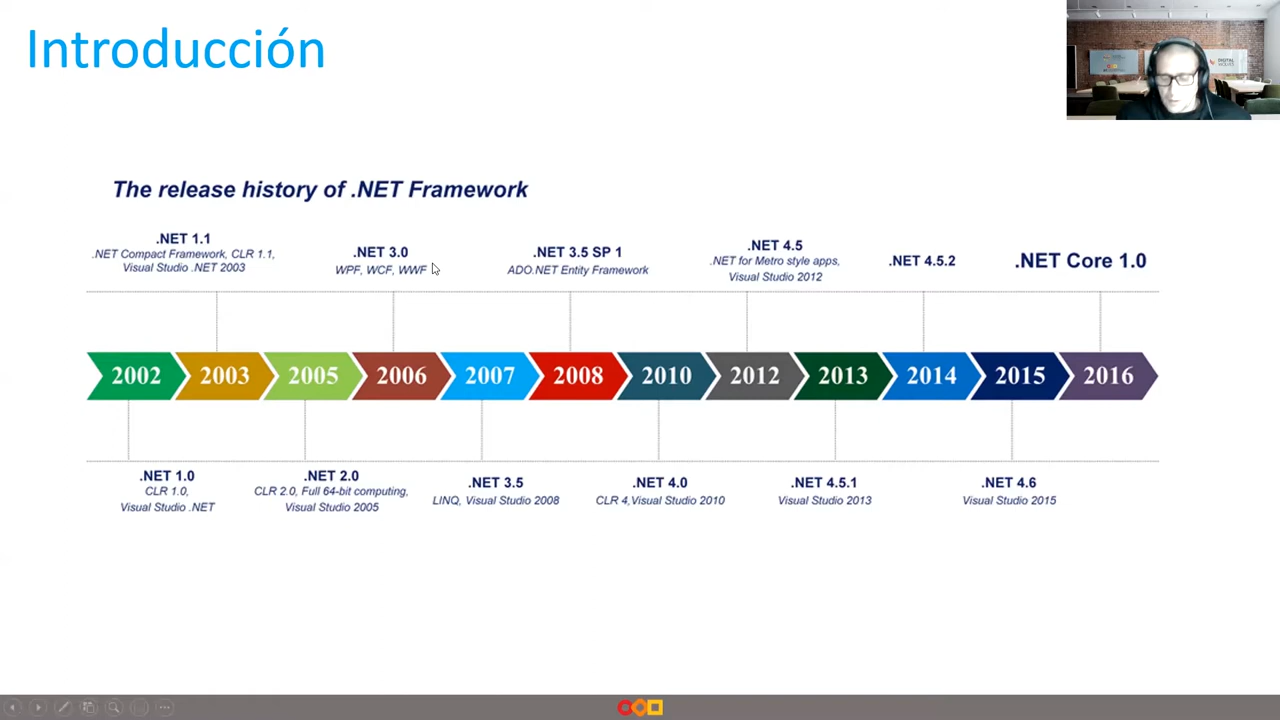 Introducción
The release history of .NET Framework
.NET 1.1
.NET Compact Framework, CLR 1.1,
Visual Studio .NET 2003
.NET 3.0
WPF, WCF, WWF
.NET 3.5 SP 1
ADO.NET Entity Framework
.NET 4.5
.NET for Metro style apps,
Visual Studio 2012
.NET 4.5.2
.NET Core 1.0
2002 2003 2005 2006 2007 2008 2010 2012 2013 2014 2015 2016
.NET 1.0
CLR 1.0,
Visual Studio .NET
.NET 2.0
CLR 2.0, Full 64-bit computing,
Visual Studio 2005
.NET 3.5
LINQ, Visual Studio 2008
.NET 4.0
CLR 4,Visual Studio 2010
.NET 4.5.1
Visual Studio 2013
.NET 4.6
Visual Studio 2015